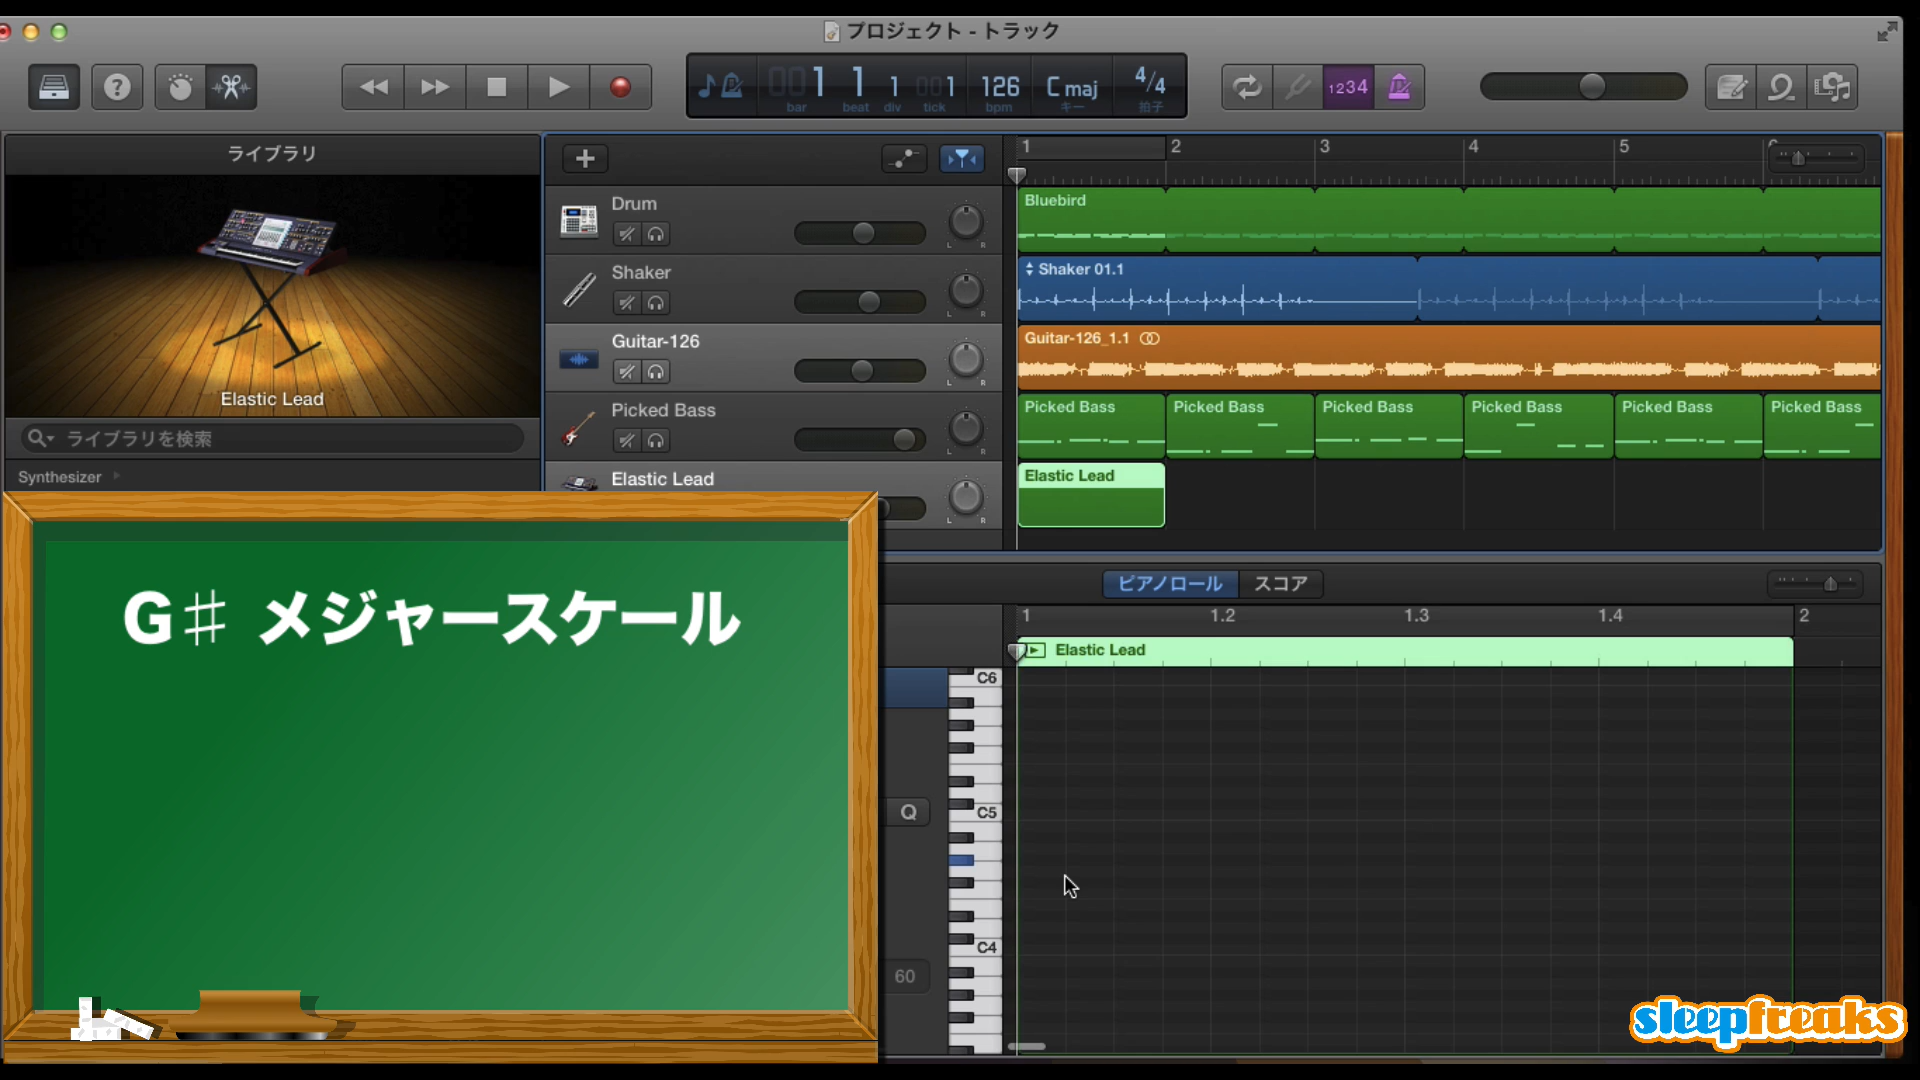 プロジェクト - トラック
001 1 1 001 126 C maj 4/4
bar beat div tick bpm キー 拍子
1234
ライブラリ
Elastic Lead
ライブラリを検索
Synthesizer
Drum
L R
Shaker
L R
Guitar-126
L R
Picked Bass
L R
Elastic Lead
L R
1 2 3 4 5
Bluebird
Shaker 01.1
Guitar-126_1.1
Picked Bass Picked Bass Picked Bass Picked Bass Picked Bass Picked Bass
Elastic Lead
G♯ メジャースケール
ピアノロール スコア
1 1.2 1.3 1.4 2
Elastic Lead
C6
Q
C5
C4
60
sleepfreaks